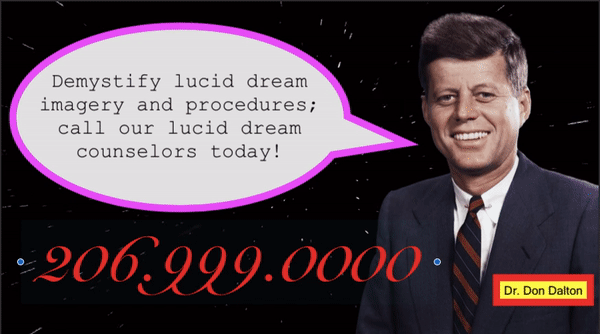 Demystify lucid dream
imagery and procedures;
call our lucid dream
counselors today!
206.999.0000
Dr. Don Dalton